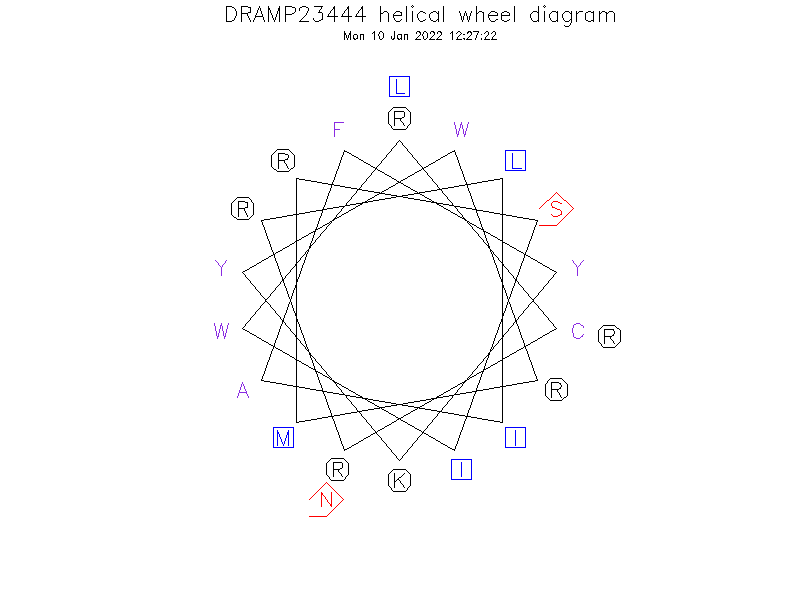 DRAMP23444 helical wheel diagram
Mon 10 Jan 2022 12:27:22
L
F R W
R L
R S
Y Y
W C R
A R
M I
R K I
N